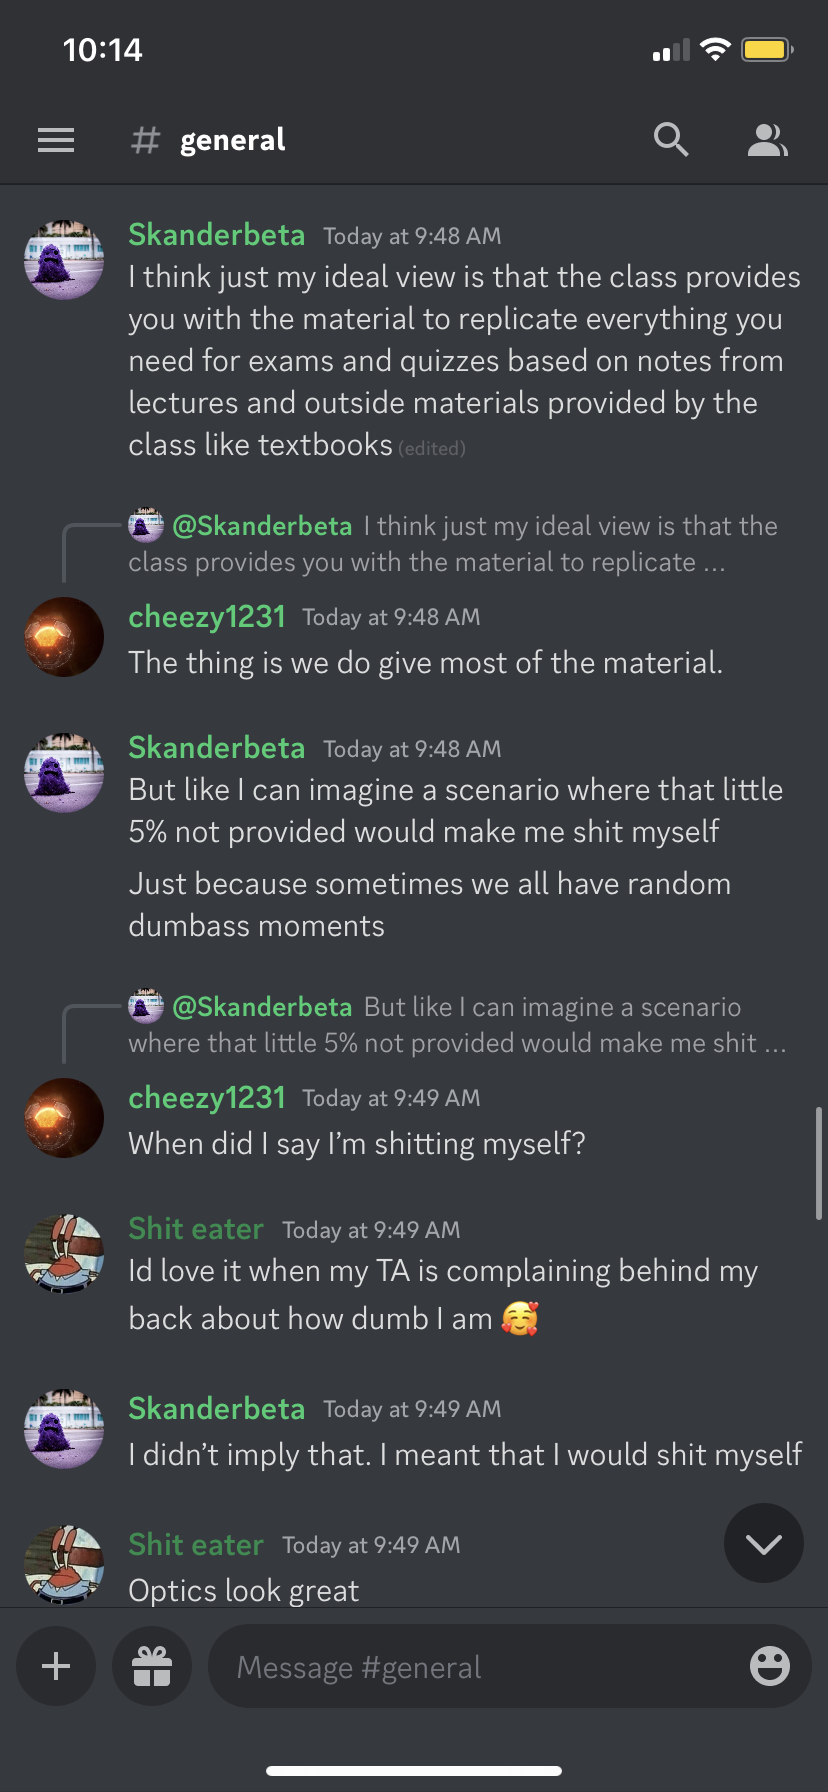 10:14
# general
Skanderbeta Today at 9:48 AM
I think just my ideal view is that the class provides
you with the material to replicate everything you
need for exams and quizzes based on notes from
lectures and outside materials provided by the
class like textbooks (edited)
@Skanderbeta I think just my ideal view is that the
class provides you with the material to replicate ...
cheezy1231 Today at 9:48 AM
The thing is we do give most of the material.
Skanderbeta Today at 9:48 AM
But like I can imagine a scenario where that little
5% not provided would make me shit myself
Just because sometimes we all have random
dumbass moments
@Skanderbeta But like I can imagine a scenario
where that little 5% not provided would make me shit ...
cheezy1231 Today at 9:49 AM
When did I say I’m shitting myself?
Shit eater Today at 9:49 AM
Id love it when my TA is complaining behind my
back about how dumb I am 🥰
Skanderbeta Today at 9:49 AM
I didn’t imply that. I meant that I would shit myself
Shit eater Today at 9:49 AM
Optics look great
Message #general